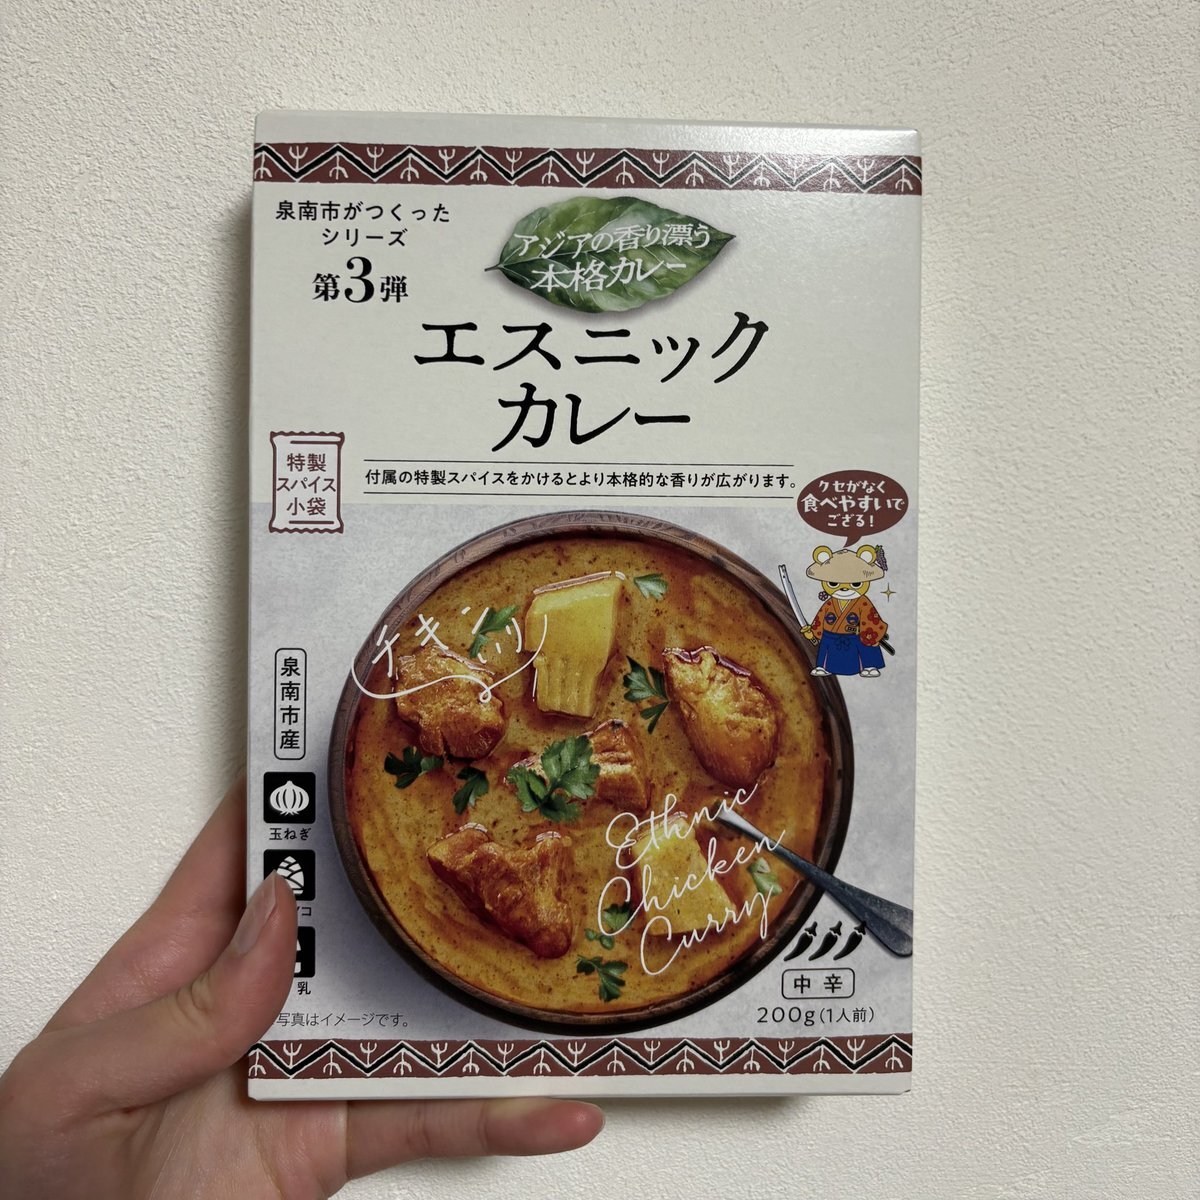 泉南市がつくった
シリーズ
第3弾
アジアの香り漂う
本格カレー
エスニック
カレー
特製
スパイス
小袋
付属の特製スパイスをかけるとより本格的な香りが広がります。
クセがなく
食べやすいで
ござる!
チキン入り
泉南市産
玉ねぎ
コ
乳
Ethnic
Chicken
Curry
中辛
200g(1人前)
写真はイメージです。